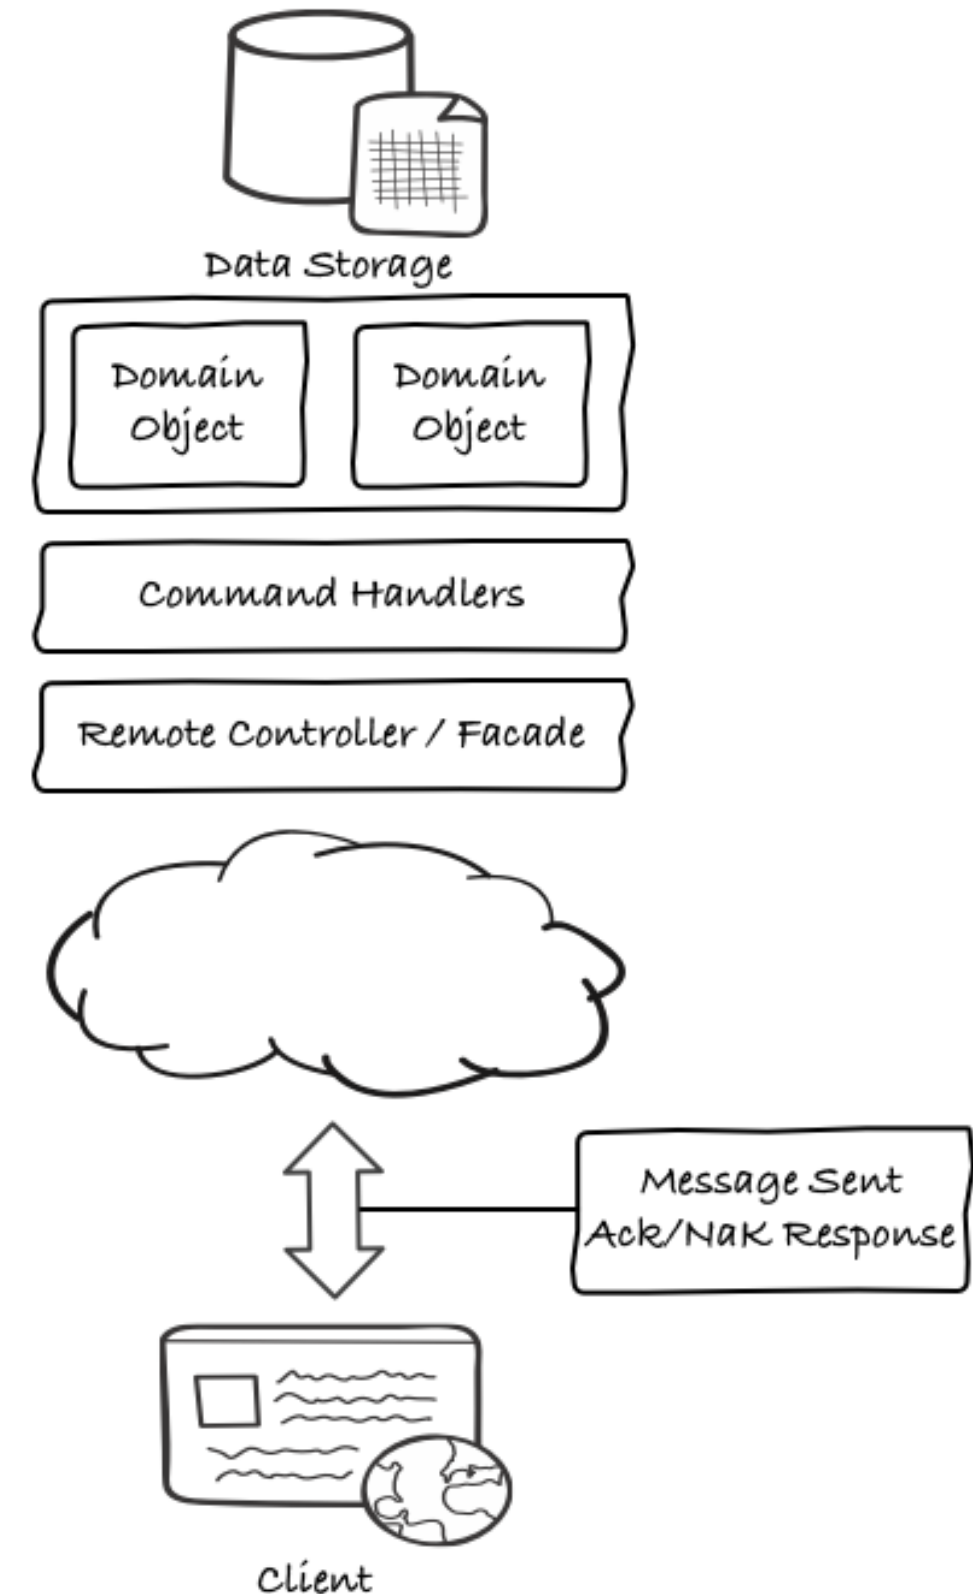 Data Storage
Domain
Object
Domain
Object
Command Handlers
Remote Controller / Facade
Message Sent
Ack/NaK Response
Client